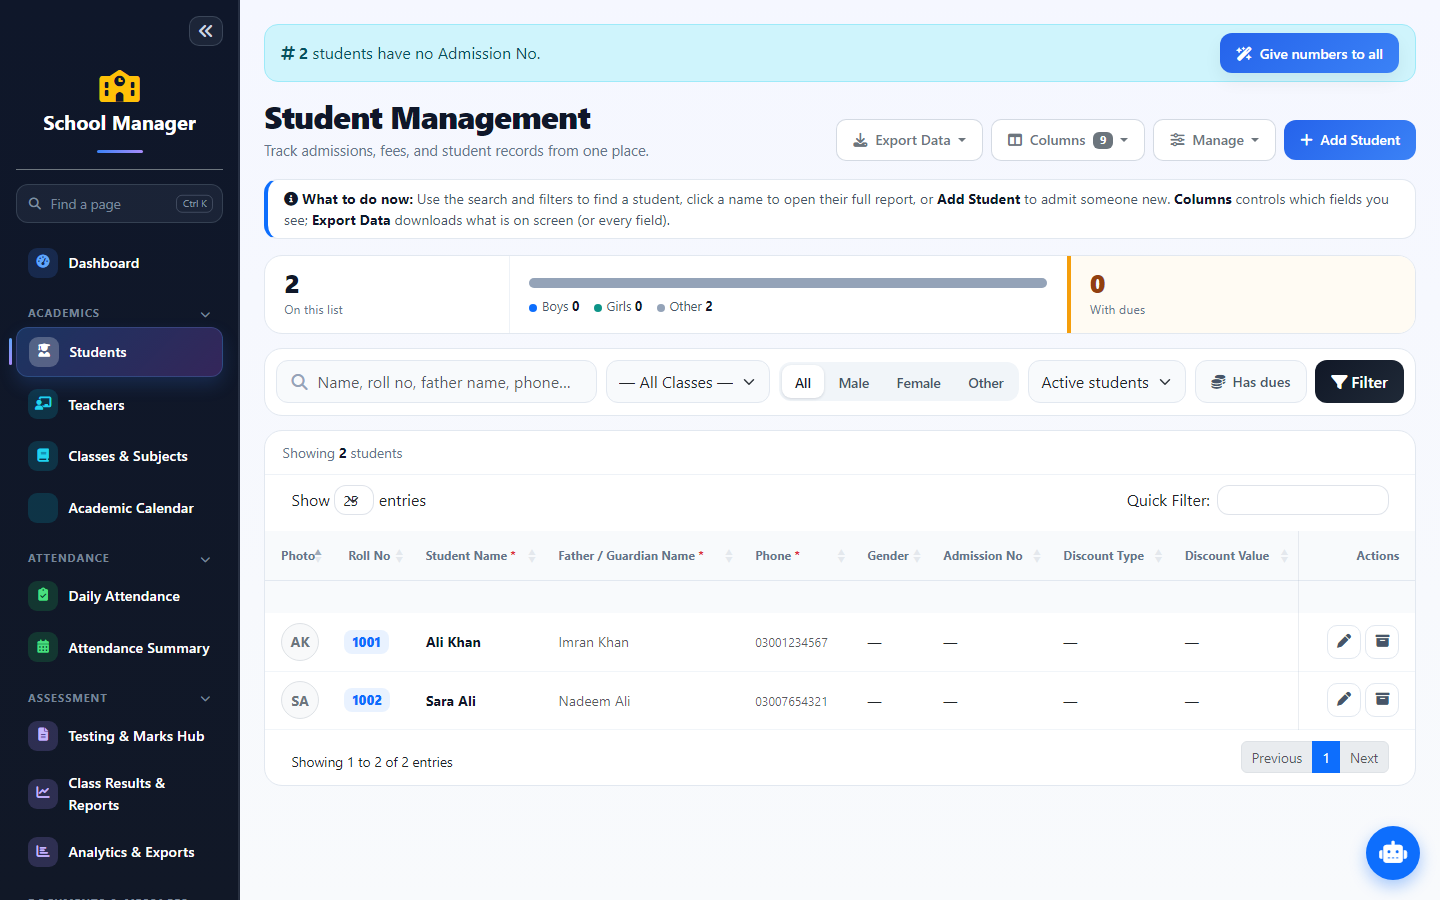 School Manager
Find a page Ctrl K
Dashboard
ACADEMICS
Students
Teachers
Classes & Subjects
Academic Calendar
ATTENDANCE
Daily Attendance
Attendance Summary
ASSESSMENT
Testing & Marks Hub
Class Results &
Reports
Analytics & Exports
# 2 students have no Admission No.
Give numbers to all
Student Management
Track admissions, fees, and student records from one place.
Export Data
Columns 9
Manage
+ Add Student
What to do now: Use the search and filters to find a student, click a name to open their full report, or Add Student to admit someone new. Columns controls which fields you
see; Export Data downloads what is on screen (or every field).
2
On this list
Boys 0 Girls 0 Other 2
0
With dues
Name, roll no, father name, phone...
— All Classes —
All Male Female Other
Active students
Has dues
Filter
Showing 2 students
Show 25 entries
Quick Filter:
Photo Roll No Student Name * Father / Guardian Name * Phone * Gender Admission No Discount Type Discount Value Actions
AK 1001 Ali Khan Imran Khan 03001234567 — — — —
SA 1002 Sara Ali Nadeem Ali 03007654321 — — — —
Showing 1 to 2 of 2 entries
Previous 1 Next